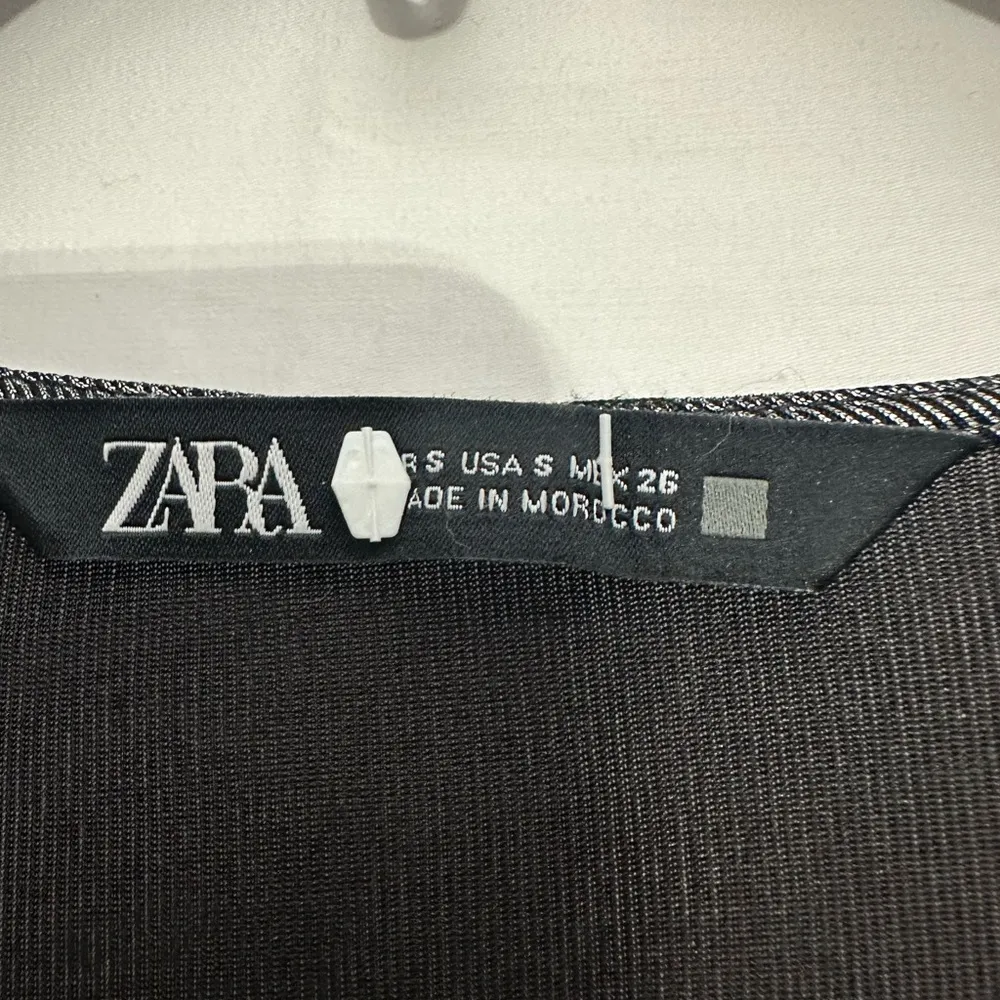 ZARA
R S USA S MEX 26
ADE IN MOROCCO